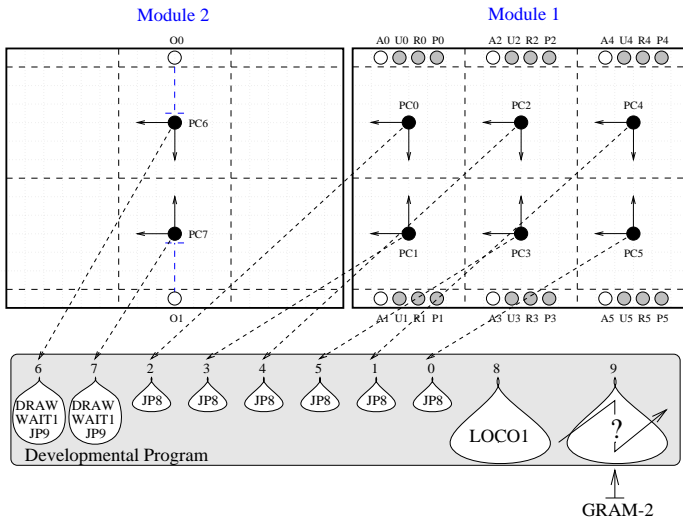 Module 2
Module 1
O0
A0 U0 R0 P0
A2 U2 R2 P2
A4 U4 R4 P4
PC6
PC0
PC2
PC4
PC7
PC1
PC3
PC5
O1
A1 U1 R1 P1
A3 U3 R3 P3
A5 U5 R5 P5
6
7
2
3
4
5
1
0
8
9
DRAW
WAIT1
JP9
DRAW
WAIT1
JP9
JP8
JP8
JP8
JP8
JP8
JP8
LOCO1
?
Developmental Program
GRAM-2